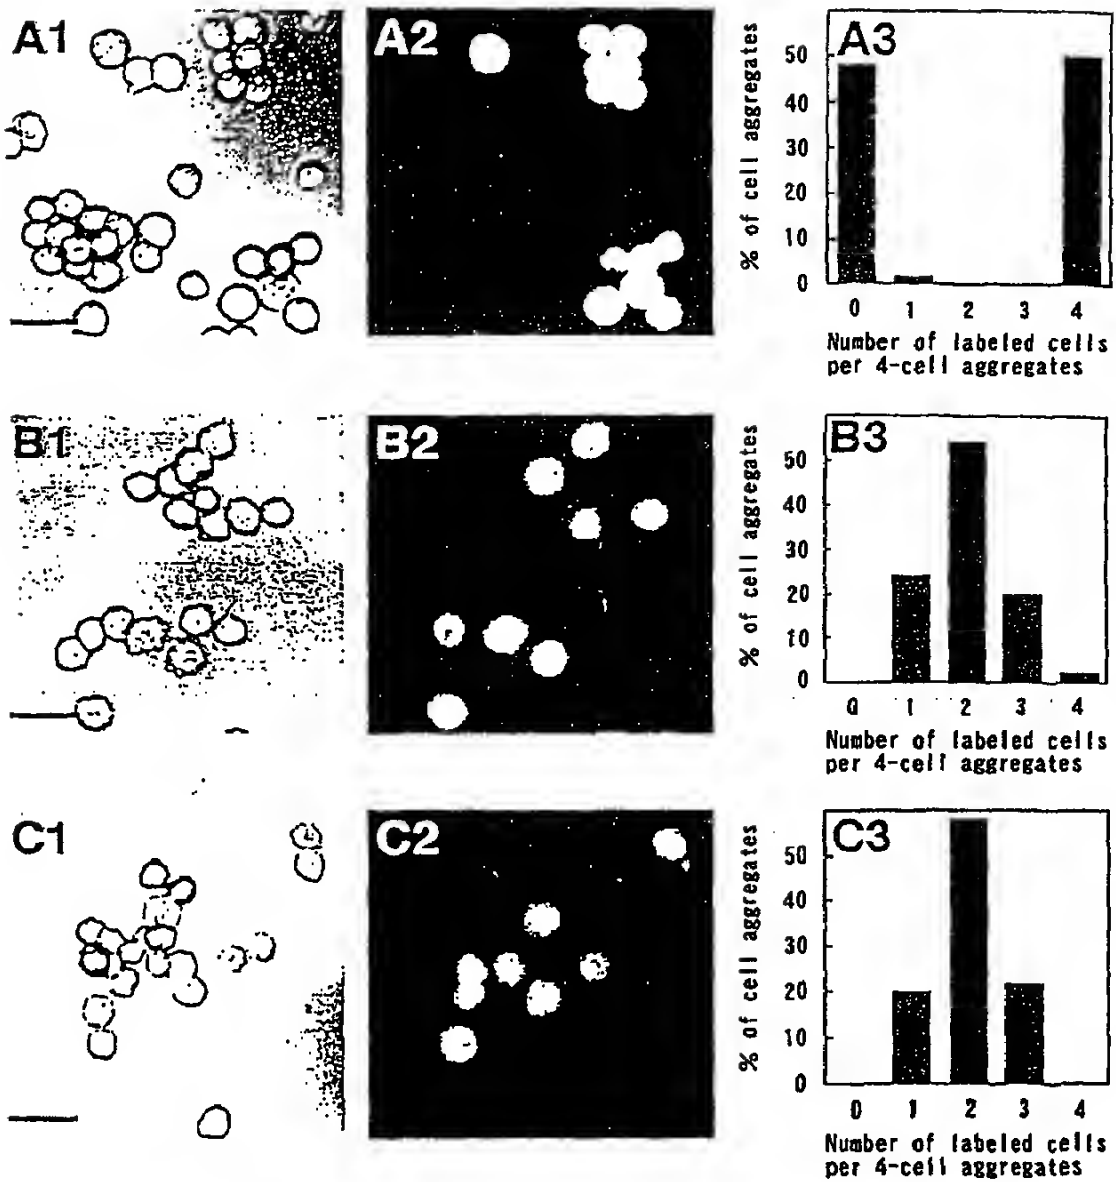 A1
A2
A3
% of cell aggregates
50
40
30
20
10
0
0 1 2 3 4
Number of labeled cells
per 4-cell aggregates
B1
B2
B3
% of cell aggregates
50
40
30
20
10
0
0 1 2 3 4
Number of labeled cells
per 4-cell aggregates
C1
C2
C3
% of cell aggregates
50
40
30
20
10
0
0 1 2 3 4
Number of labeled cells
per 4-cell aggregates